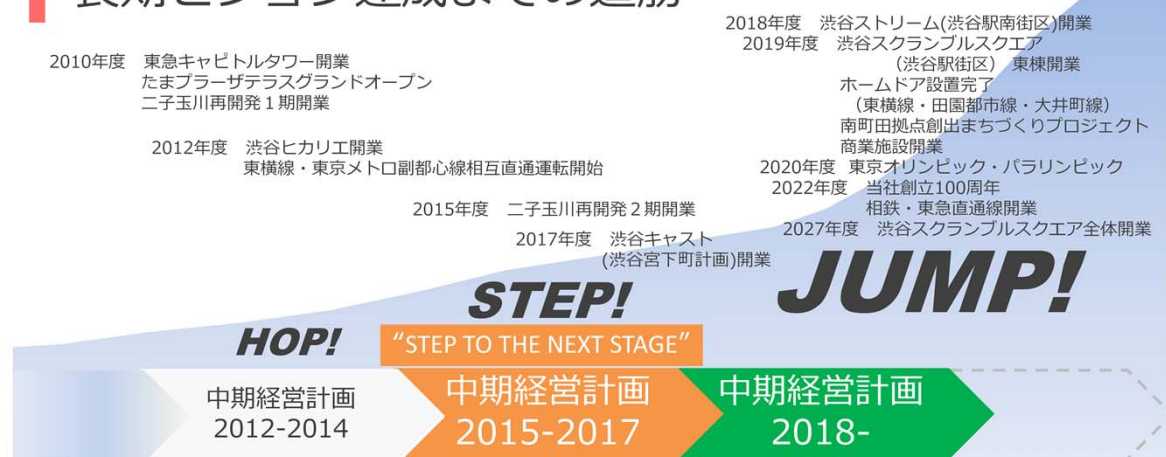 長期ビジョン達成までの道筋
2010年度 東急キャピトルタワー開業
たまプラーザテラスグランドオープン
二子玉川再開発１期開業
2012年度 渋谷ヒカリエ開業
東横線・東京メトロ副都心線相互直通運転開始
2015年度 二子玉川再開発２期開業
2017年度 渋谷キャスト
(渋谷宮下町計画)開業
2018年度 渋谷ストリーム(渋谷駅南街区)開業
2019年度 渋谷スクランブルスクエア
（渋谷駅街区） 東棟開業
ホームドア設置完了
（東横線・田園都市線・大井町線）
南町田拠点創出まちづくりプロジェクト
商業施設開業
2020年度 東京オリンピック・パラリンピック
2022年度 当社創立100周年
相鉄・東急直通線開業
2027年度 渋谷スクランブルスクエア全体開業
HOP!
STEP!
JUMP!
“STEP TO THE NEXT STAGE”
中期経営計画
2012-2014
中期経営計画
2015-2017
中期経営計画
2018-